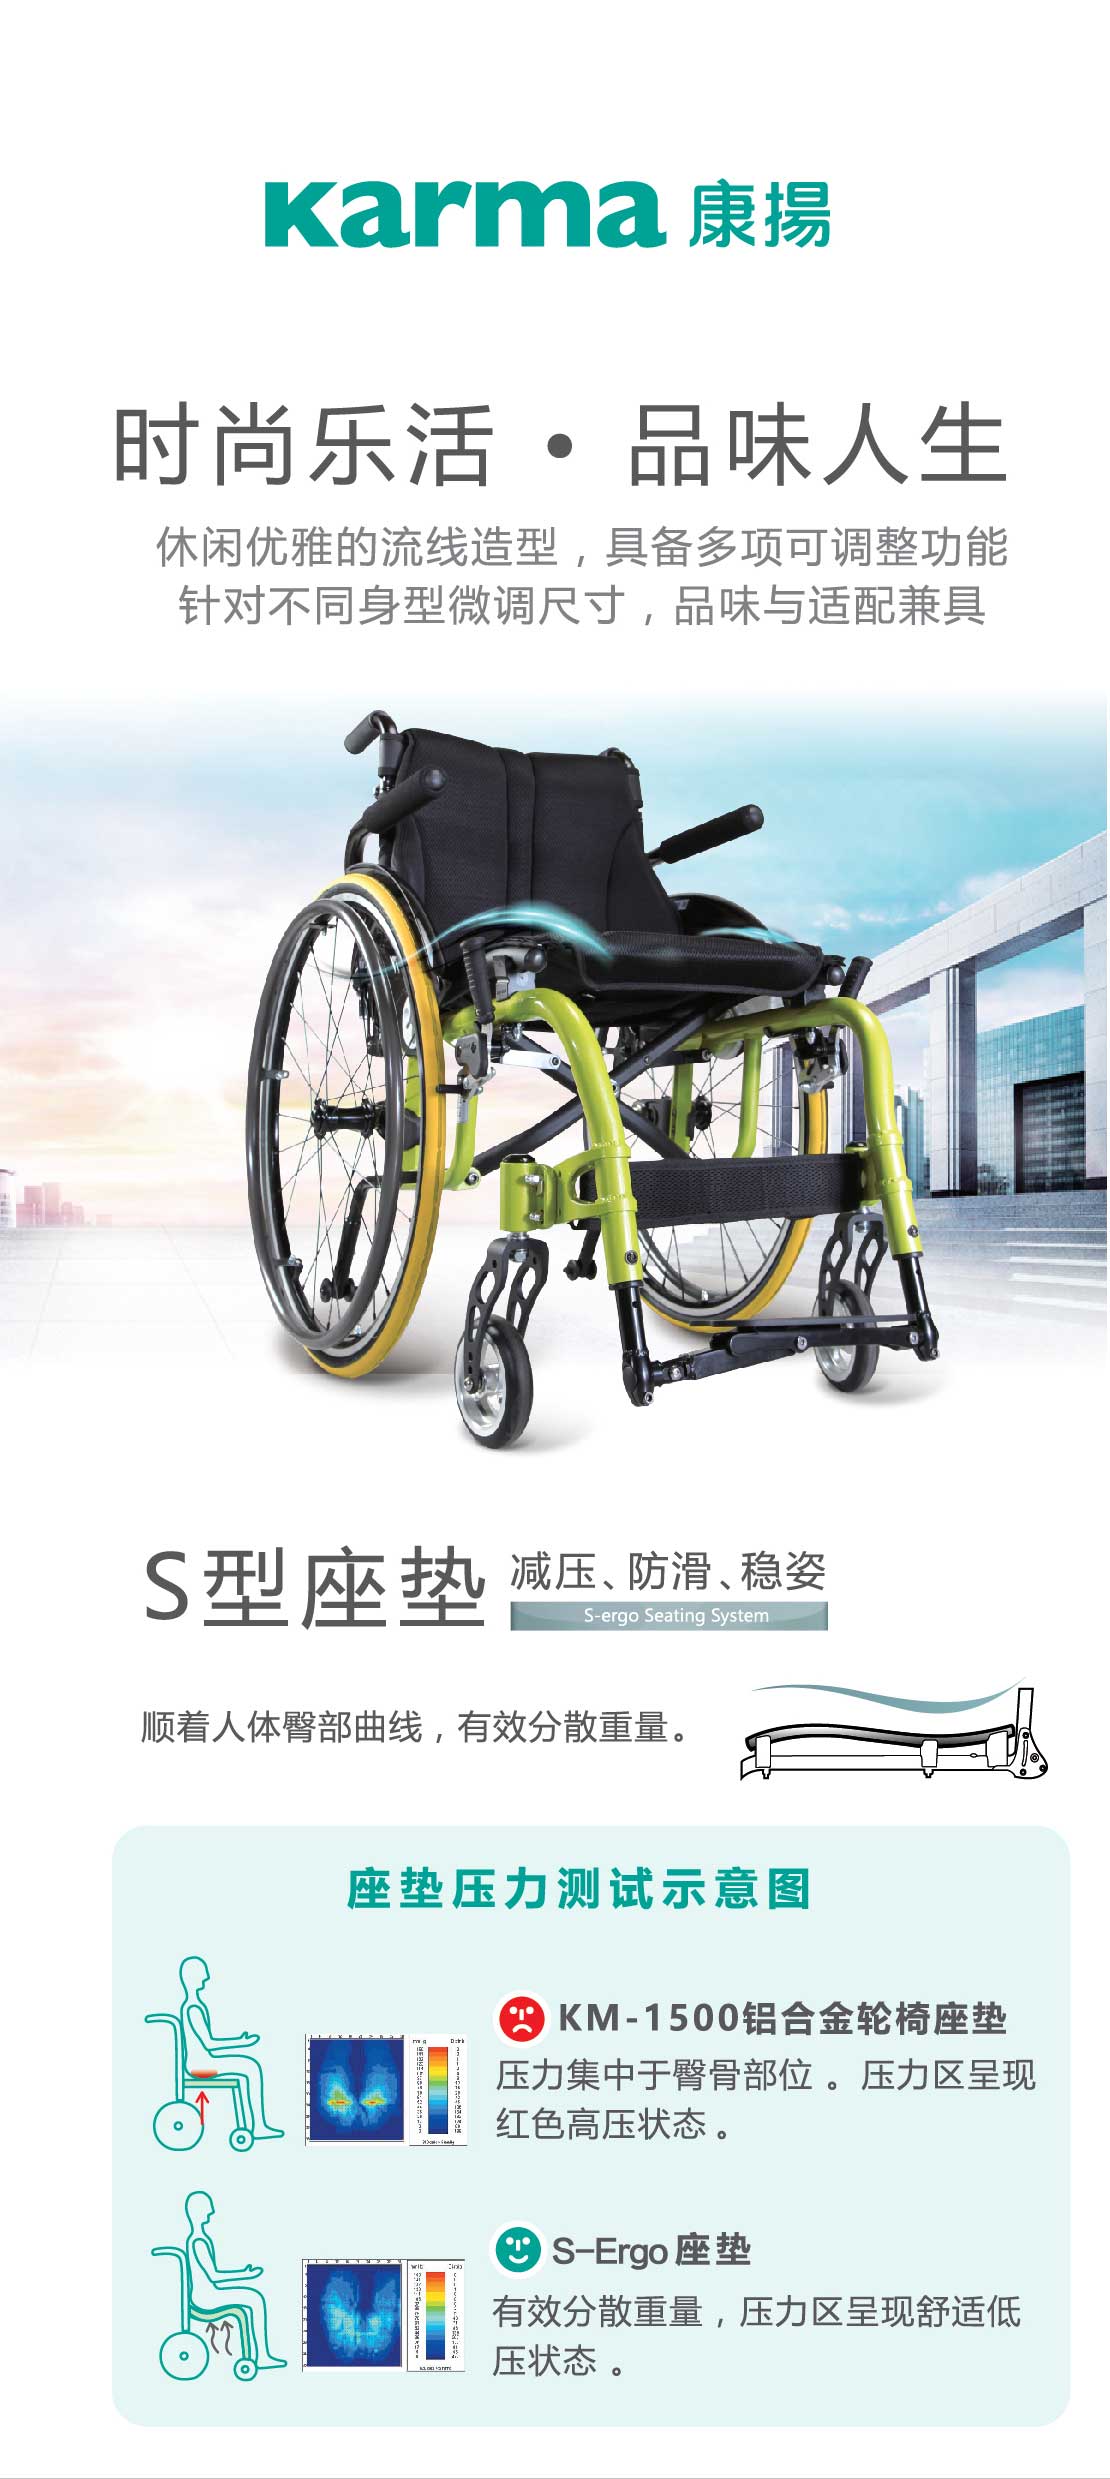 Karma 康揚
时尚乐活・品味人生
休闲优雅的流线造型，具备多项可调整功能
针对不同身型微调尺寸，品味与适配兼具
S型座垫 减压、防滑、稳姿
S-ergo Seating System
顺着人体臀部曲线，有效分散重量。
座垫压力测试示意图
KM-1500铝合金轮椅座垫
压力集中于臀骨部位。压力区呈现
红色高压状态。
S-Ergo座垫
有效分散重量，压力区呈现舒适低
压状态。